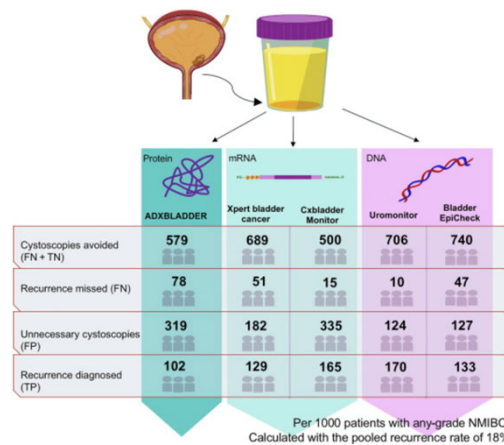 Protein
mRNA
DNA
ADXBLADDER
Xpert bladder
cancer
Cxbladder
Monitor
Uromonitor
Bladder
EpiCheck
Cystoscopies avoided
(FN + TN)
579 689 500 706 740
Recurrence missed (FN)
78 51 15 10 47
Unnecessary cystoscopies
(FP)
319 182 335 124 127
Recurrence diagnosed
(TP)
102 129 165 170 133
Per 1000 patients with any-grade NMIBC
Calculated with the pooled recurrence rate of 18%